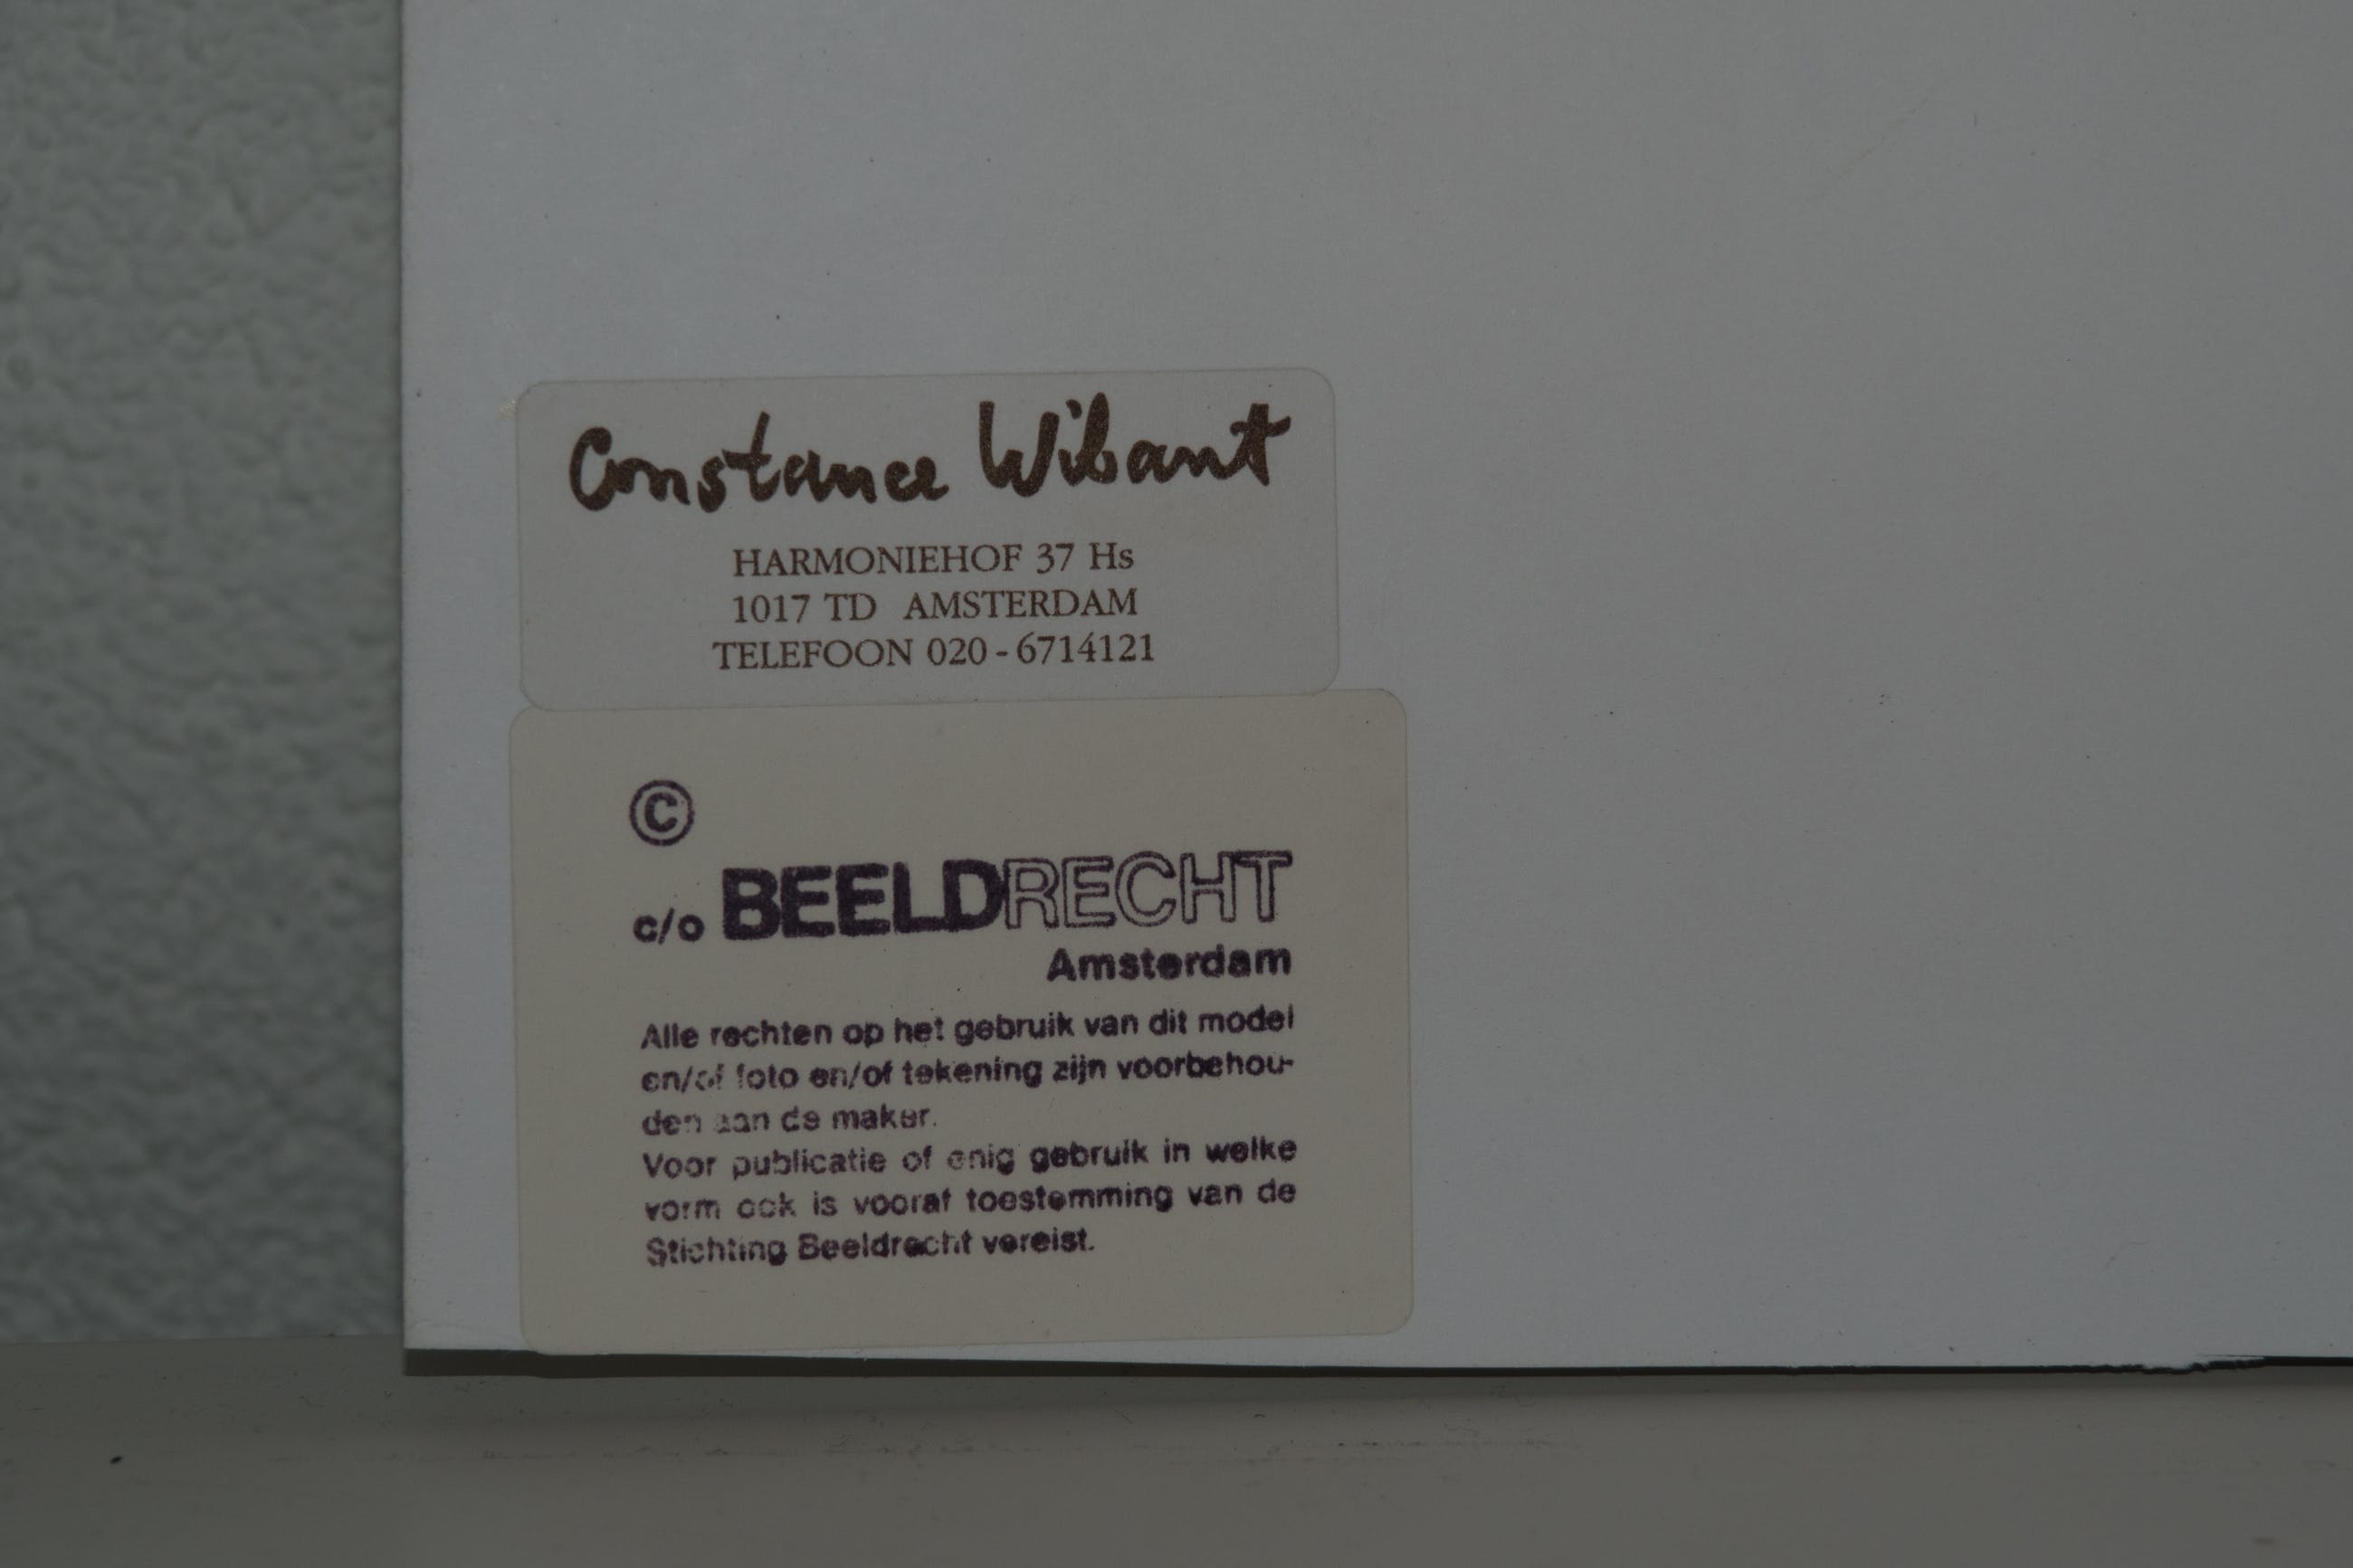 Constance Wibaut
HARMONIEHOF 37 Hs
1017 TD AMSTERDAM
TELEFOON 020-6714121
©
c/o BEELDRECHT
Amsterdam
Alle rechten op het gebruik van dit model
en/of foto en/of tekening zijn voorbehou-
den aan de maker.
Voor publicatie of enig gebruik in welke
vorm ook is vooraf toestemming van de
Stichting Beeldrecht vereist.